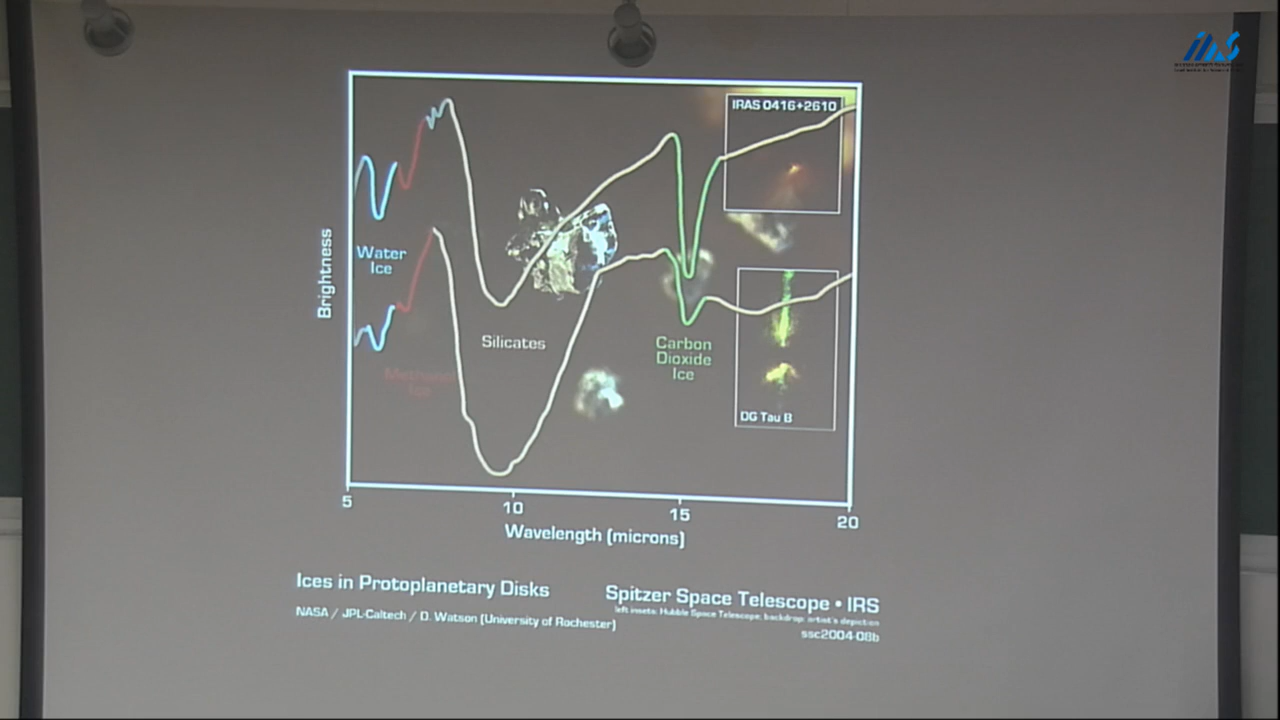 IRAS 0416+2610
Brightness
Water
Ice
Silicates
Carbon
Dioxide
Ice
DG Tau B
5
10
15
20
Wavelength (microns)
Ices in Protoplanetary Disks
Spitzer Space Telescope • IRS
left insets: Hubble Space Telescope; backdrop: artist's depiction
NASA / JPL-Caltech / D. Watson (University of Rochester)
ssc2004-08b